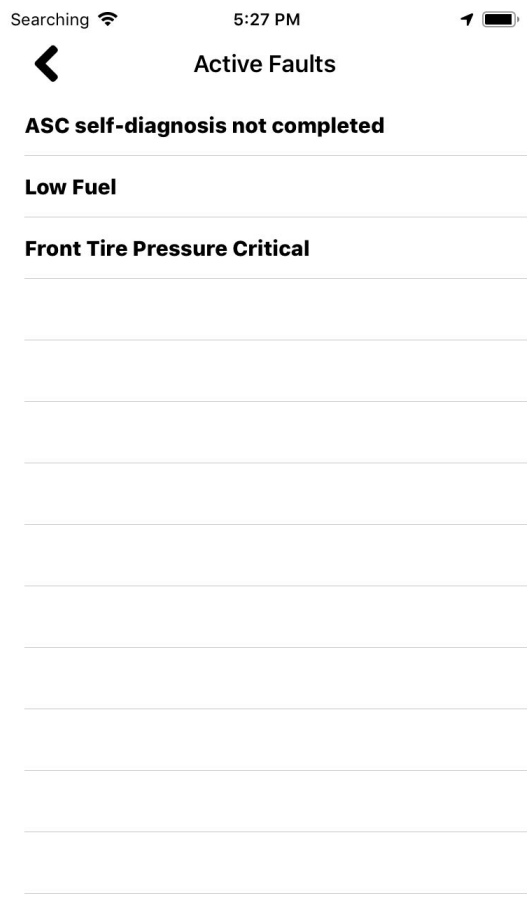 Searching 5:27 PM
Active Faults
ASC self-diagnosis not completed
Low Fuel
Front Tire Pressure Critical